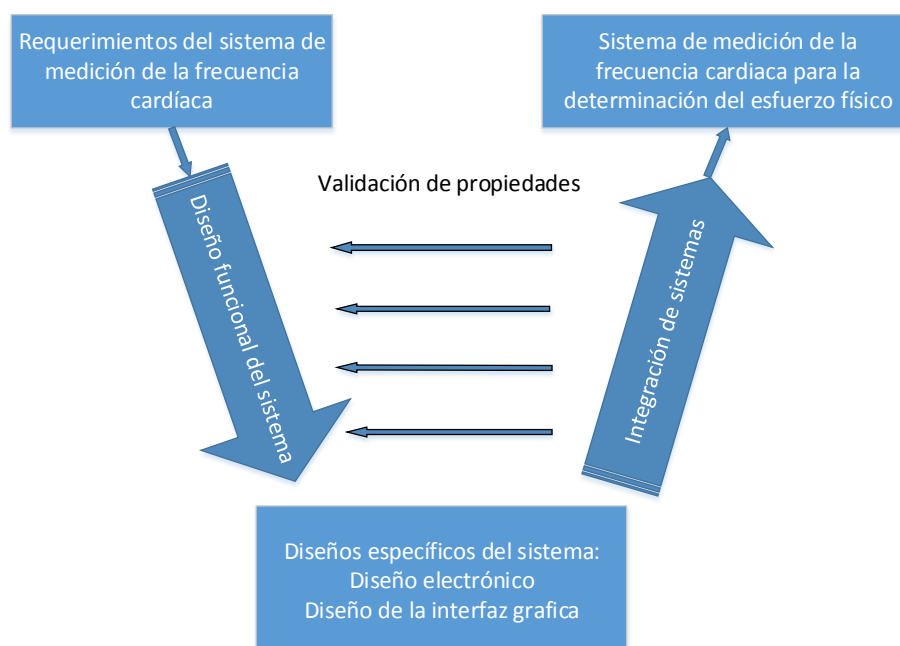 Requerimientos del sistema de
medición de la frecuencia
cardíaca
Sistema de medición de la
frecuencia cardiaca para la
determinación del esfuerzo físico
Validación de propiedades
Diseño funcional del sistema
Integración de sistemas
Diseños específicos del sistema:
Diseño electrónico
Diseño de la interfaz grafica